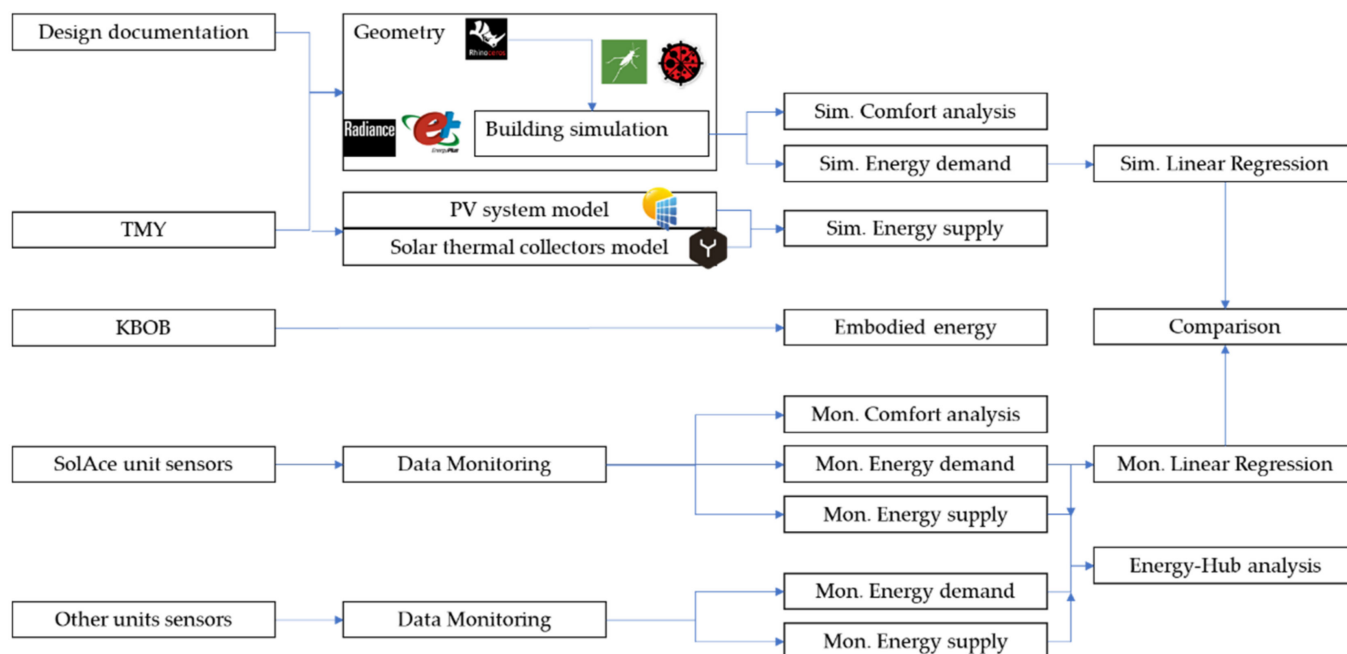 Design documentation
Geometry
Rhinoceros
Radiance
et
EnergyPlus
Building simulation
Sim. Comfort analysis
Sim. Energy demand
Sim. Linear Regression
TMY
PV system model
Solar thermal collectors model
Sim. Energy supply
KBOB
Embodied energy
Comparison
Mon. Comfort analysis
SolAce unit sensors
Data Monitoring
Mon. Energy demand
Mon. Linear Regression
Mon. Energy supply
Energy-Hub analysis
Mon. Energy demand
Other units sensors
Data Monitoring
Mon. Energy supply